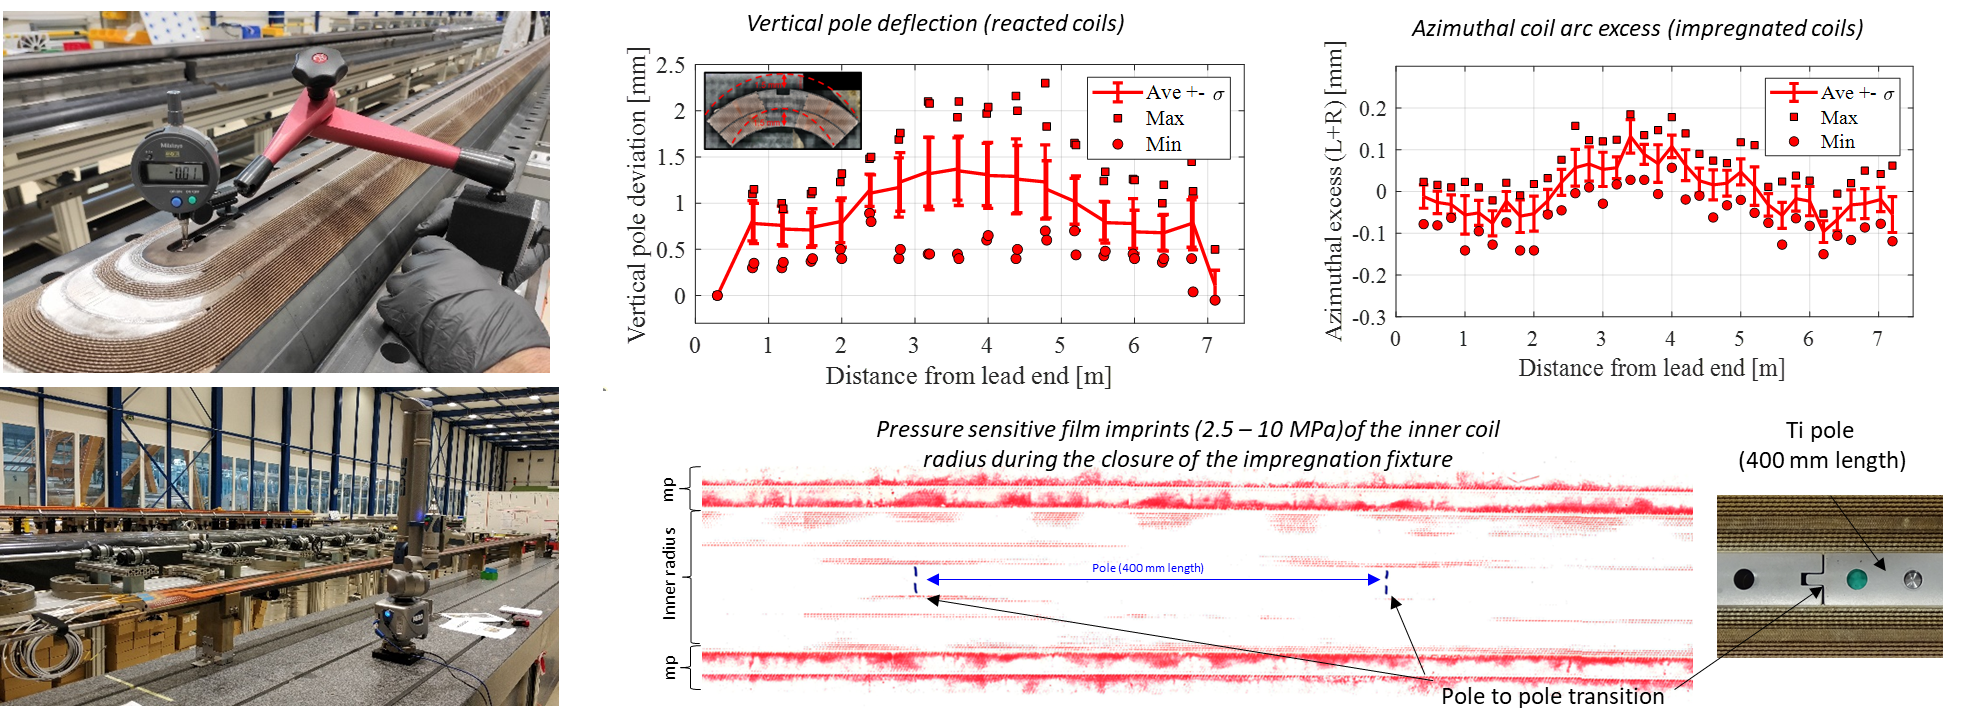 Vertical pole deflection (reacted coils)
Vertical pole deviation [mm]
2.5
2
1.5
1
0.5
0
Ave +- σ
Max
Min
0 1 2 3 4 5 6 7
Distance from lead end [m]
Azimuthal coil arc excess (impregnated coils)
Azimuthal excess (L+R) [mm]
0.2
0.1
0
-0.1
-0.2
-0.3
Ave +- σ
Max
Min
0 1 2 3 4 5 6 7
Distance from lead end [m]
Mitutoyo
-0.01
Pressure sensitive film imprints (2.5 – 10 MPa)of the inner coil
radius during the closure of the impregnation fixture
mp
Inner radius
mp
Pole (400 mm length)
Ti pole
(400 mm length)
Pole to pole transition